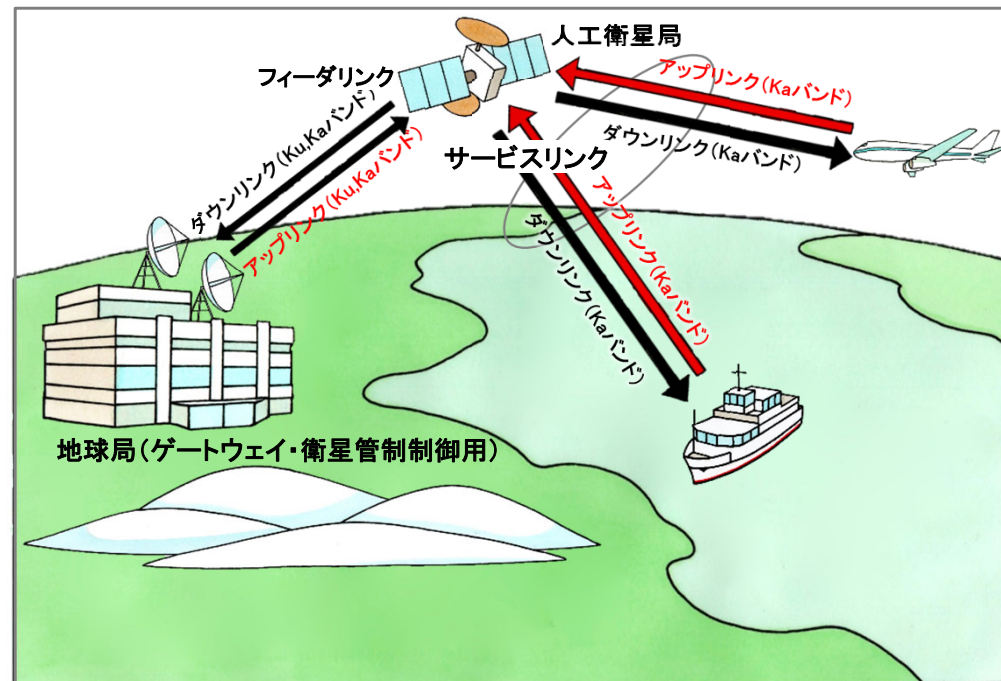 人工衛星局
フィーダリンク
アップリンク(Kaバンド)
ダウンリンク(Kaバンド)
サービスリンク
ダウンリンク(Ku,Kaバンド)
アップリンク(Ku,Kaバンド)
アップリンク(Kaバンド)
ダウンリンク(Kaバンド)
地球局(ゲートウェイ・衛星管制制御用)